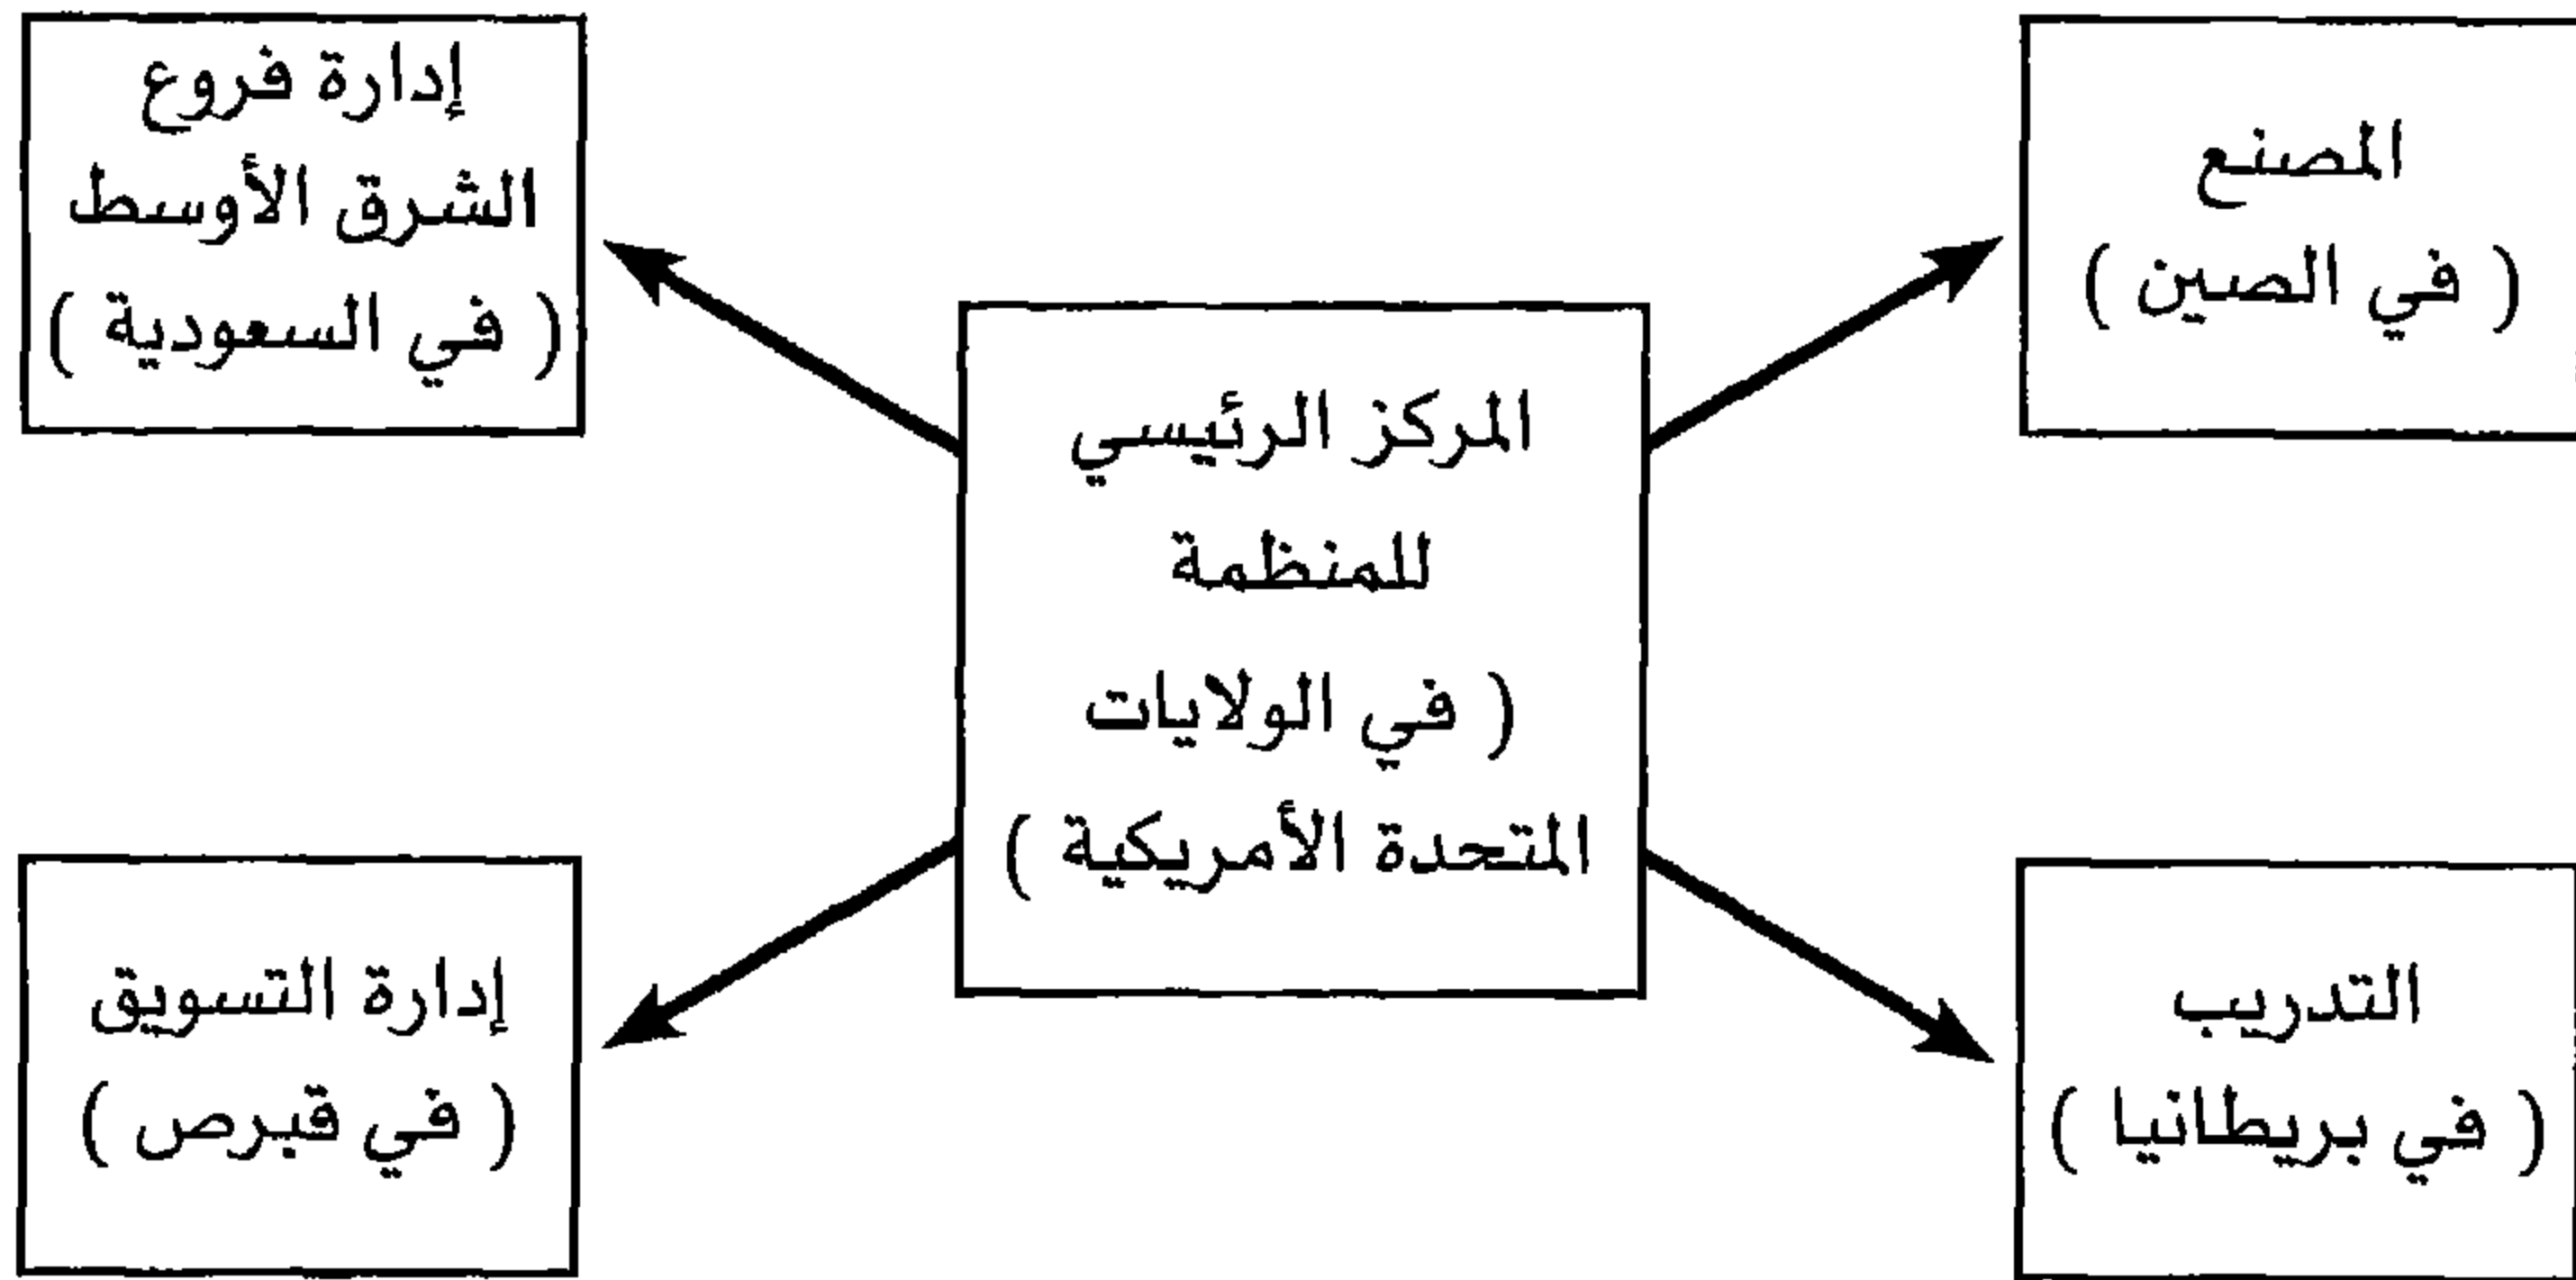 المصنع
( في الصين )
إدارة فروع
الشرق الأوسط
( في السعودية )
المركز الرئيسي
للمنظمة
( في الولايات
المتحدة الأمريكية )
التدريب
( في بريطانيا )
إدارة التسويق
( في قبرص )